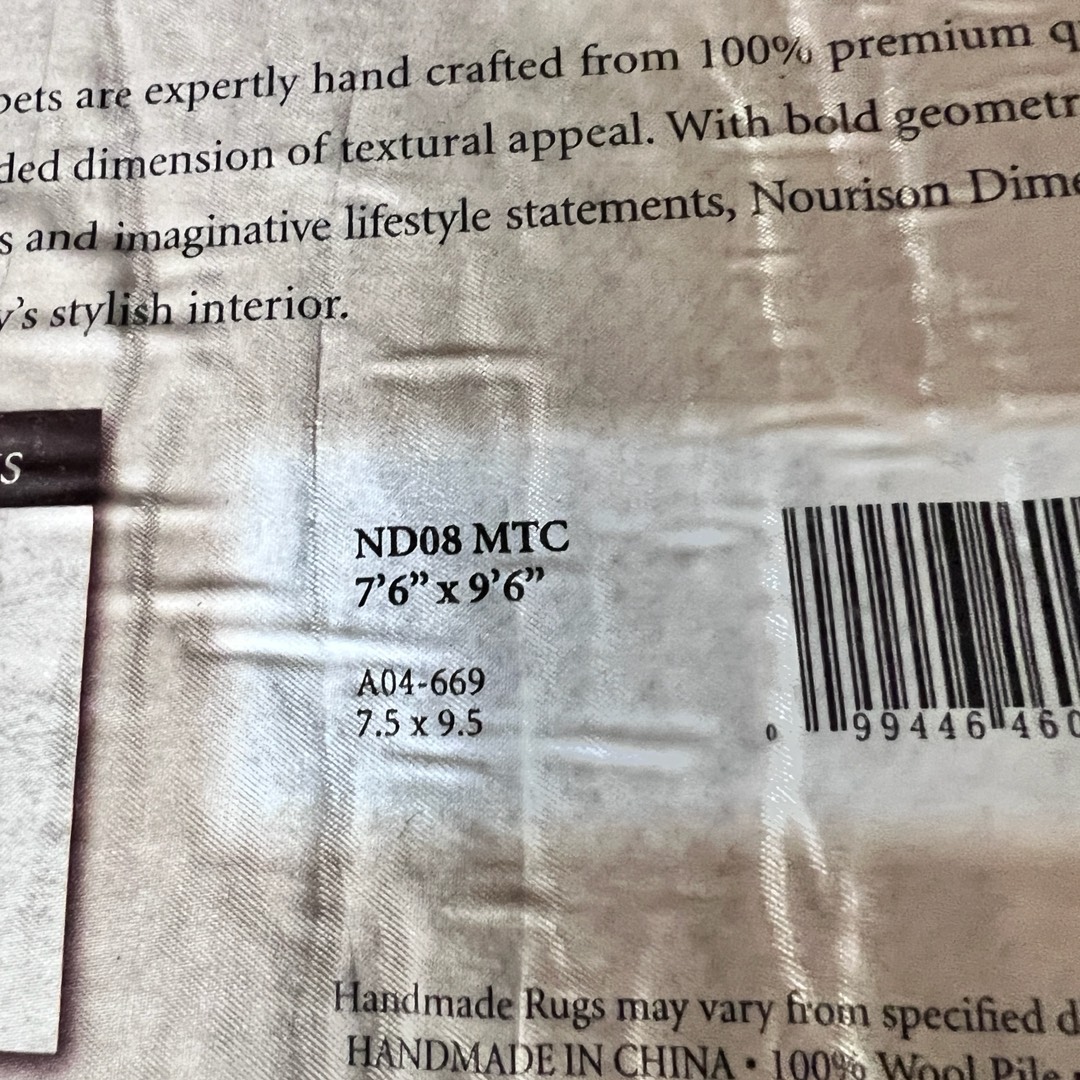 pets are expertly hand crafted from 100% premium q
ded dimension of textural appeal. With bold geometr
s and imaginative lifestyle statements, Nourison Dime
y's stylish interior.
S
ND08 MTC
7’6” x 9’6”
A04-669
7.5 x 9.5
0 99446 460
Handmade Rugs may vary from specified d
HANDMADE IN CHINA • 100% Wool Pile